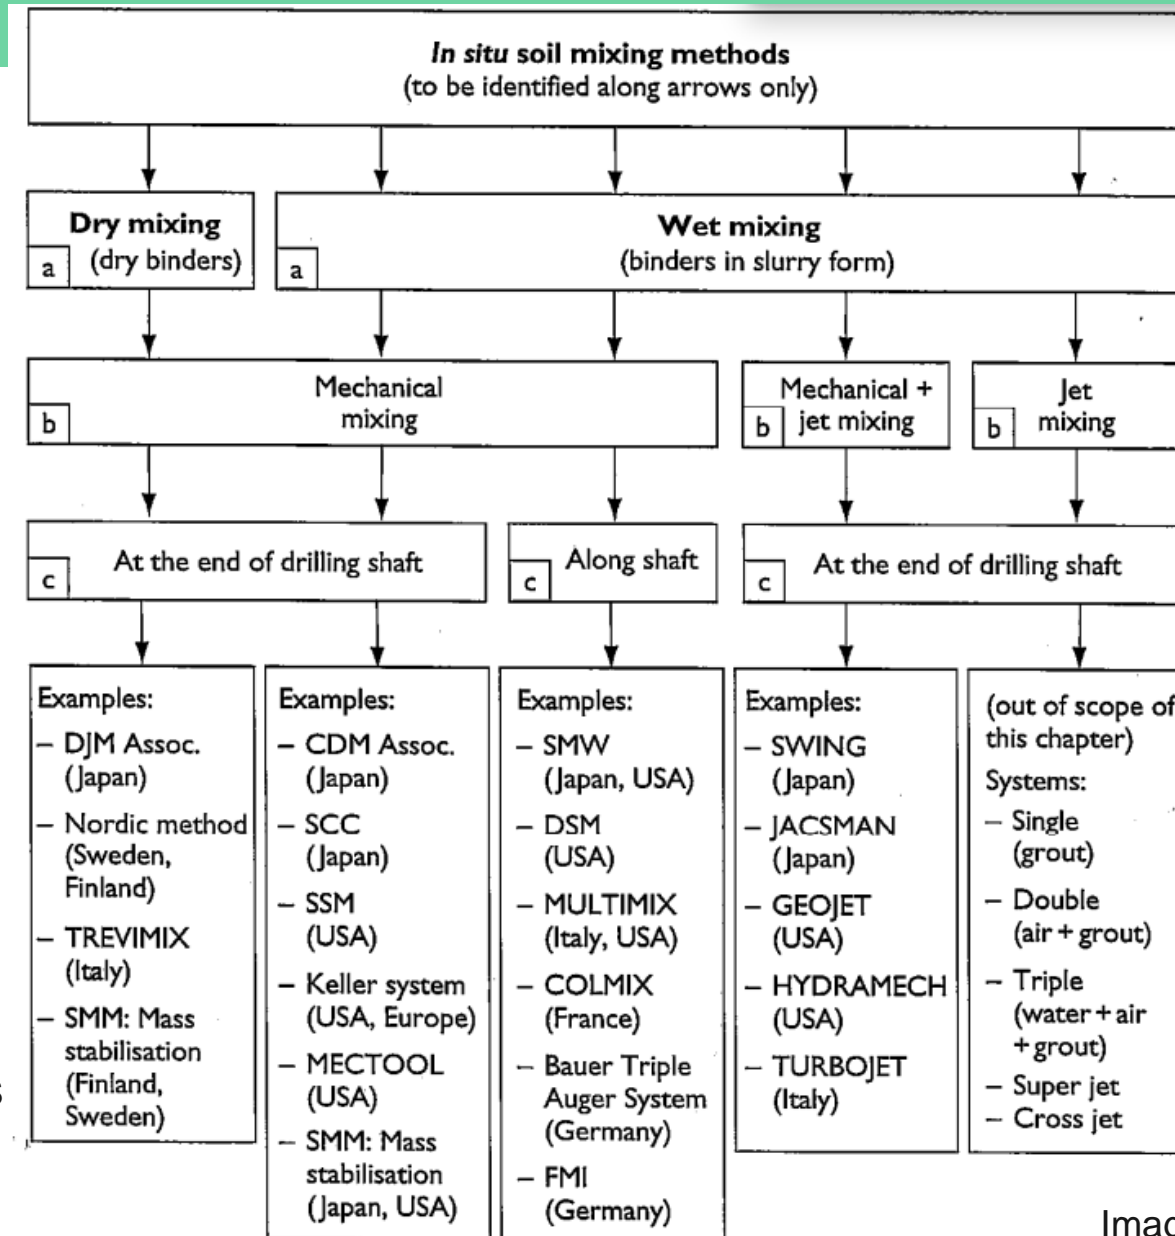 In situ soil mixing methods
(to be identified along arrows only)
Dry mixing
(dry binders)
a
Wet mixing
(binders in slurry form)
a
Mechanical
mixing
b
Mechanical +
jet mixing
b
Jet
mixing
b
At the end of drilling shaft
c
Along shaft
c
At the end of drilling shaft
c
Examples:
– DJM Assoc.
(Japan)
– Nordic method
(Sweden,
Finland)
– TREVIMIX
(Italy)
– SMM: Mass
stabilisation
(Finland,
Sweden)
Examples:
– CDM Assoc.
(Japan)
– SCC
(Japan)
– SSM
(USA)
– Keller system
(USA, Europe)
– MECTOOL
(USA)
– SMM: Mass
stabilisation
(Japan, USA)
Examples:
– SMW
(Japan, USA)
– DSM
(USA)
– MULTIMIX
(Italy, USA)
– COLMIX
(France)
– Bauer Triple
Auger System
(Germany)
– FMI
(Germany)
Examples:
– SWING
(Japan)
– JACSMAN
(Japan)
– GEOJET
(USA)
– HYDRAMECH
(USA)
– TURBOJET
(Italy)
(out of scope of
this chapter)
Systems:
– Single
(grout)
– Double
(air + grout)
– Triple
(water + air
+ grout)
– Super jet
– Cross jet
s
Imag